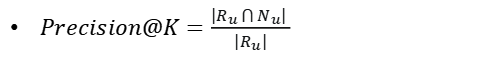 • Precision@K = |R_u ∩ N_u| / |R_u|